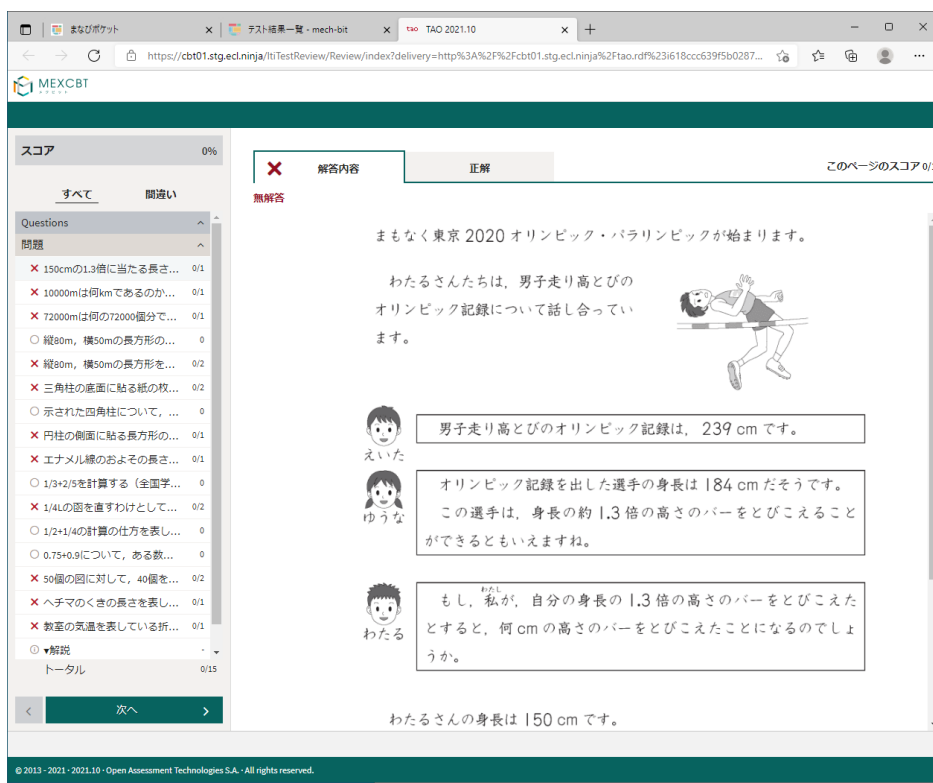 まなびポケット
テスト結果一覧 - mech-bit
tao TAO 2021.10
https://cbt01.stg.ecl.ninja/ltiTestReview/Review/index?delivery=http%3A%2F%2Fcbt01.stg.ecl.ninja%2Ftao.rdf%23i618ccc639f5b0287...
MEXCBT
スコア 0%
すべて 間違い
Questions
問題
150cmの1.3倍に当たる長さ... 0/1
10000mは何kmであるのか... 0/1
72000mは何の72000個分で... 0/1
縦80m，横50mの長方形の... 0
縦80m，横50mの長方形を... 0/2
三角柱の底面に貼る紙の枚... 0/2
示された四角柱について，... 0
円柱の側面に貼る長方形の... 0/1
エナメル線のおよその長さ... 0/1
1/3+2/5を計算する（全国学... 0
1/4Lの函を直すわけとして... 0/2
1/2+1/4の計算の仕方を表し... 0
0.75+0.9について，ある数... 0
50個の図に対して，40個を... 0/2
ヘチマのくきの長さを表し... 0/1
教室の気温を表している折... 0/1
▾解説 -
トータル 0/15
次へ
解答内容
正解
このページのスコア 0/
無解答
まもなく東京 2020 オリンピック・パラリンピックが始まります。
わたるさんたちは，男子走り高とびの
オリンピック記録について話し合ってい
ます。
えいた
男子走り高とびのオリンピック記録は，239 cm です。
ゆうな
オリンピック記録を出した選手の身長は 184 cm だそうです。
この選手は，身長の約 1.3 倍の高さのバーをとびこえること
ができるともいえますね。
わたる
わたし
もし，私が，自分の身長の 1.3 倍の高さのバーをとびこえた
とすると，何 cm の高さのバーをとびこえたことになるのでしょ
うか。
わたるさんの身長は 150 cm です。
© 2013 - 2021 · 2021.10 · Open Assessment Technologies S.A. · All rights reserved.